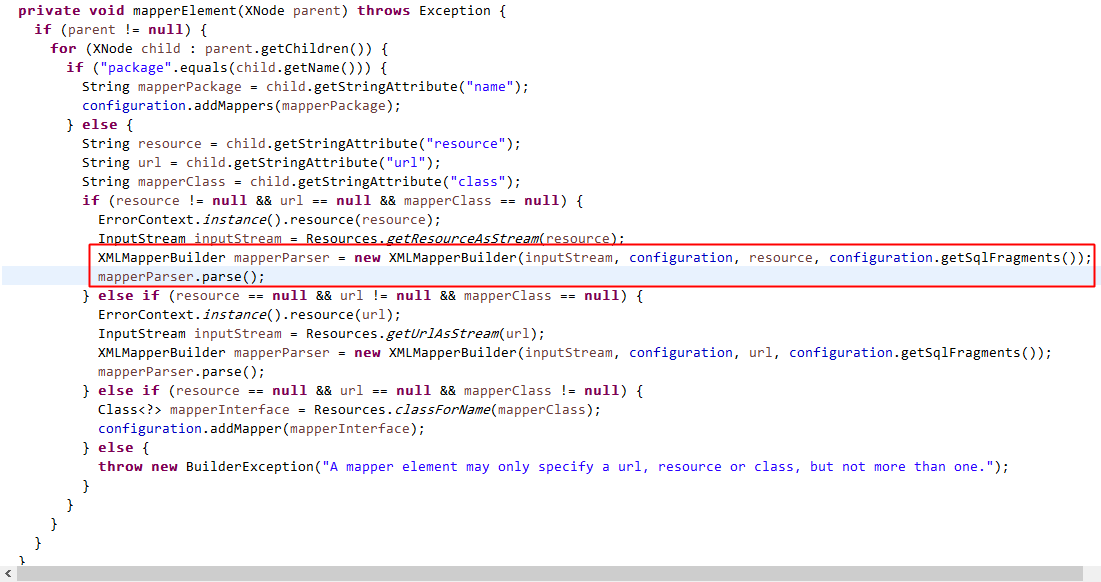 private void mapperElement(XNode parent) throws Exception {
if (parent != null) {
for (XNode child : parent.getChildren()) {
if ("package".equals(child.getName())) {
String mapperPackage = child.getStringAttribute("name");
configuration.addMappers(mapperPackage);
} else {
String resource = child.getStringAttribute("resource");
String url = child.getStringAttribute("url");
String mapperClass = child.getStringAttribute("class");
if (resource != null && url == null && mapperClass == null) {
ErrorContext.instance().resource(resource);
InputStream inputStream = Resources.getResourceAsStream(resource);
XMLMapperBuilder mapperParser = new XMLMapperBuilder(inputStream, configuration, resource, configuration.getSqlFragments());
mapperParser.parse();
} else if (resource == null && url != null && mapperClass == null) {
ErrorContext.instance().resource(url);
InputStream inputStream = Resources.getUrlAsStream(url);
XMLMapperBuilder mapperParser = new XMLMapperBuilder(inputStream, configuration, url, configuration.getSqlFragments());
mapperParser.parse();
} else if (resource == null && url == null && mapperClass != null) {
Class<?> mapperInterface = Resources.classForName(mapperClass);
configuration.addMapper(mapperInterface);
} else {
throw new BuilderException("A mapper element may only specify a url, resource or class, but not more than one.");
}
}
}
}
}